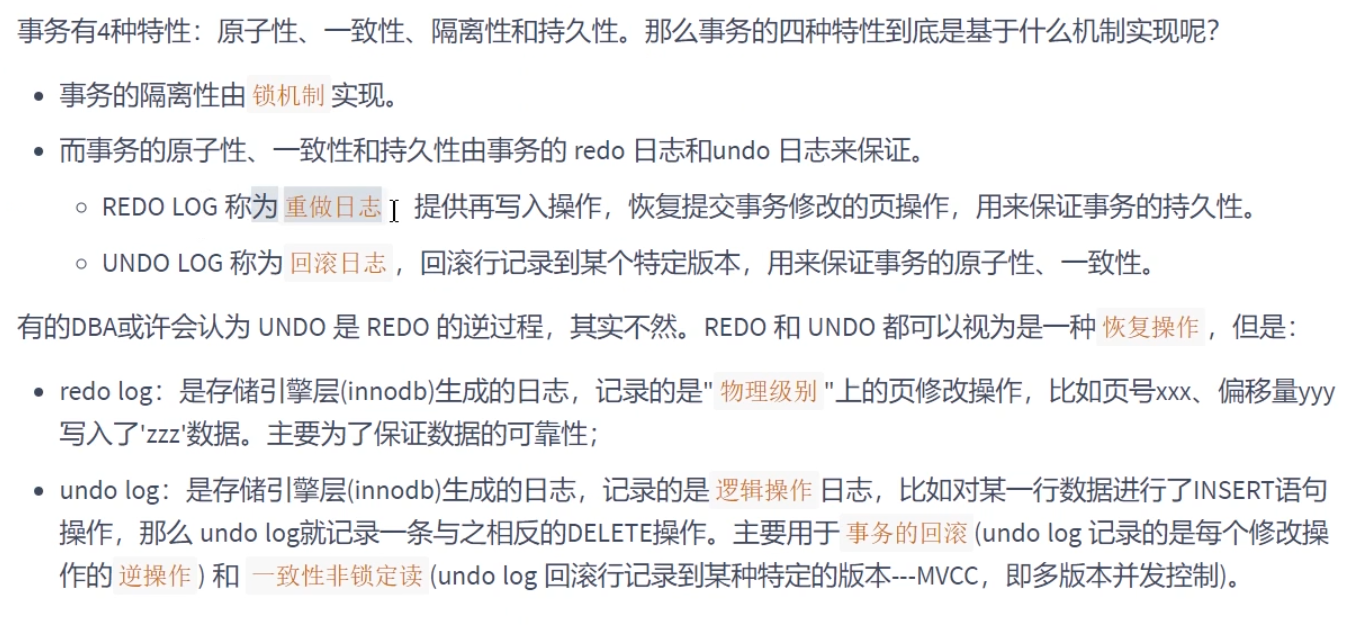 事务有4种特性：原子性、一致性、隔离性和持久性。那么事务的四种特性到底是基于什么机制实现呢？
事务的隔离性由 锁机制 实现。
而事务的原子性、一致性和持久性由事务的 redo 日志和undo 日志来保证。
REDO LOG 称为 重做日志 ，提供再写入操作，恢复提交事务修改的页操作，用来保证事务的持久性。
UNDO LOG 称为 回滚日志 ，回滚行记录到某个特定版本，用来保证事务的原子性、一致性。
有的DBA或许会认为 UNDO 是 REDO 的逆过程，其实不然。REDO 和 UNDO 都可以视为是一种 恢复操作 ，但是：
redo log：是存储引擎层(innodb)生成的日志，记录的是"物理级别"上的页修改操作，比如页号xxx、偏移量yyy
写入了'zzz'数据。主要为了保证数据的可靠性；
undo log：是存储引擎层(innodb)生成的日志，记录的是 逻辑操作 日志，比如对某一行数据进行了INSERT语句
操作，那么 undo log就记录一条与之相反的DELETE操作。主要用于 事务的回滚 (undo log 记录的是每个修改操
作的 逆操作 ) 和 一致性非锁定读 (undo log 回滚行记录到某种特定的版本---MVCC，即多版本并发控制)。